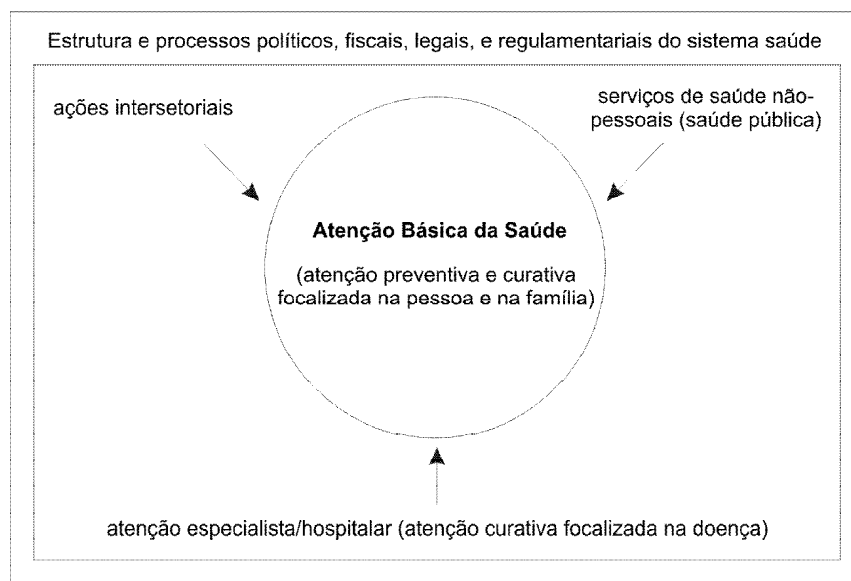 Estrutura e processos políticos, fiscais, legais, e regulamentariais do sistema saúde
ações intersetoriais
serviços de saúde não-
pessoais (saúde pública)
Atenção Básica da Saúde
(atenção preventiva e curativa
focalizada na pessoa e na família)
atenção especialista/hospitalar (atenção curativa focalizada na doença)